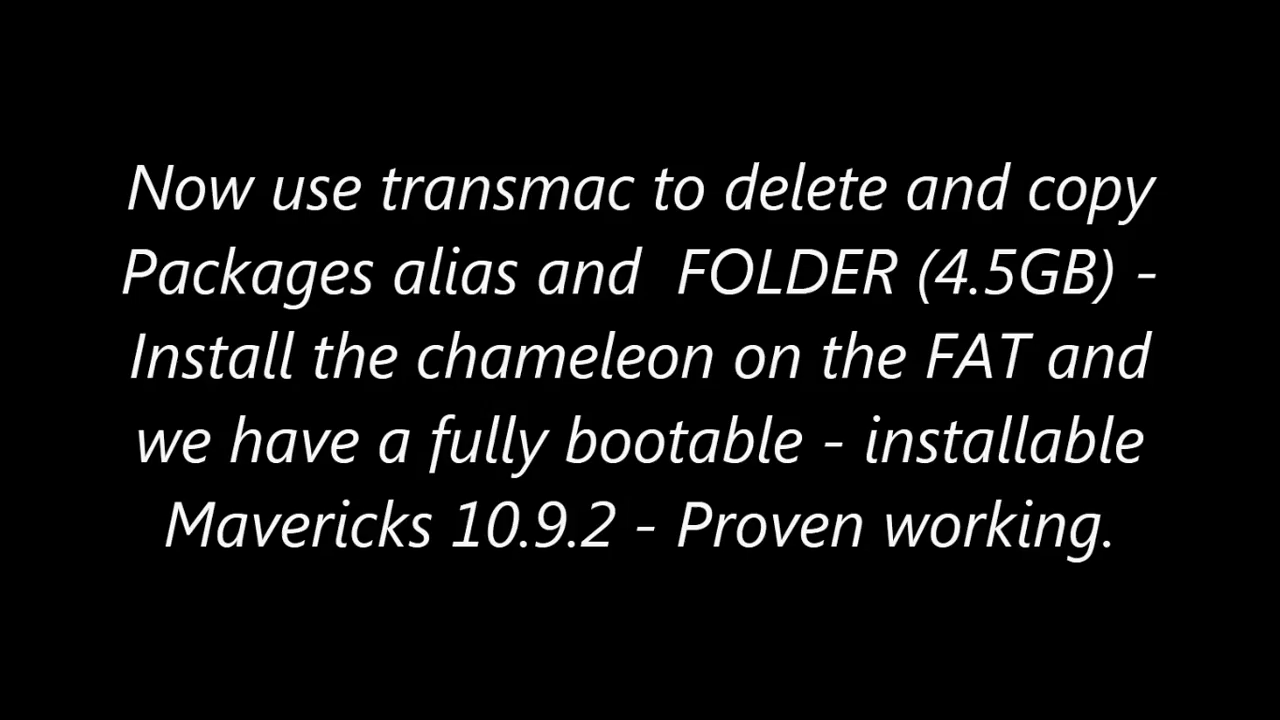 Now use transmac to delete and copy
Packages alias and  FOLDER (4.5GB) -
Install the chameleon on the FAT and
we have a fully bootable - installable
Mavericks 10.9.2 - Proven working.